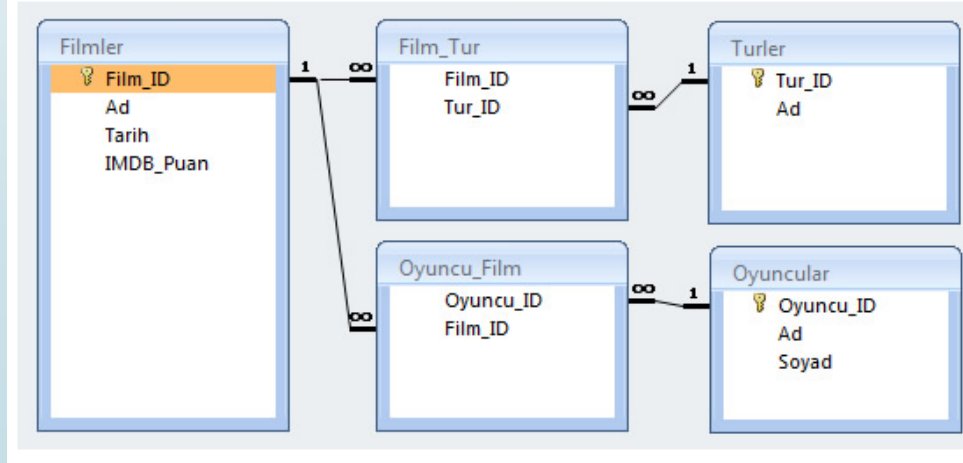 Filmler
Film_ID
Ad
Tarih
IMDB_Puan
1
∞
Film_Tur
Film_ID
Tur_ID
∞
1
Turler
Tur_ID
Ad
∞
Oyuncu_Film
Oyuncu_ID
Film_ID
∞
1
Oyuncular
Oyuncu_ID
Ad
Soyad